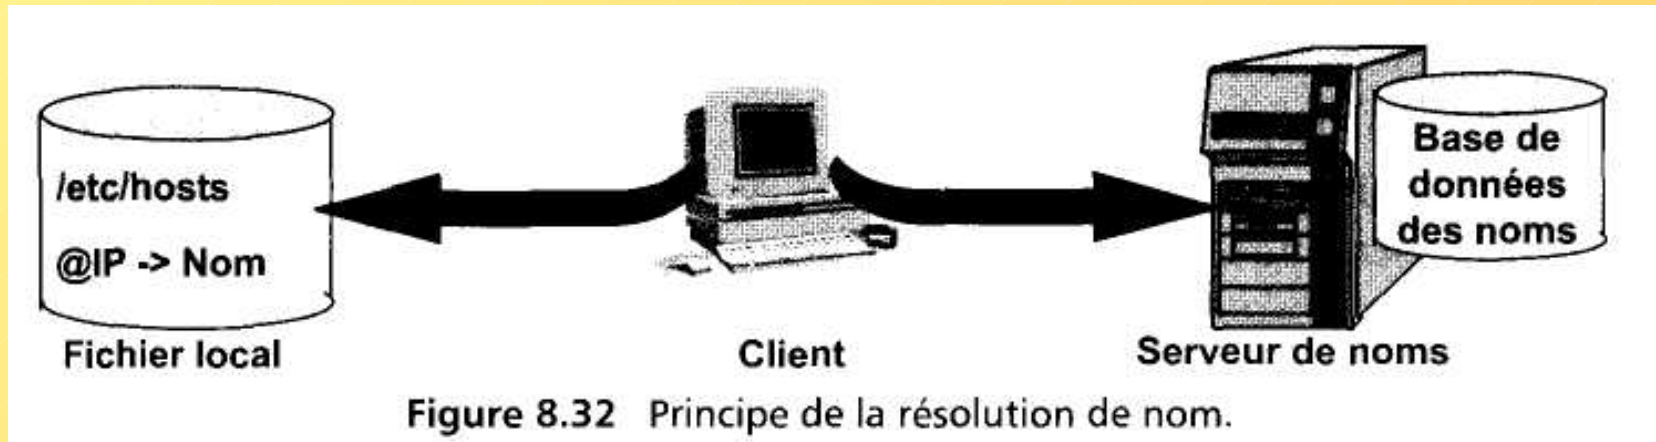 /etc/hosts
@IP -> Nom
Fichier local
Client
Base de
données
des noms
Serveur de noms
Figure 8.32 Principe de la résolution de nom.